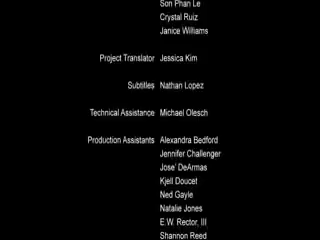 Son Phan Le
Crystal Ruiz
Janice Williams
Project Translator Jessica Kim
Subtitles Nathan Lopez
Technical Assistance Michael Olesch
Production Assistants Alexandra Bedford
Jennifer Challenger
Jose' DeArmas
Kjell Doucet
Ned Gayle
Natalie Jones
E.W. Rector, III
Shannon Reed